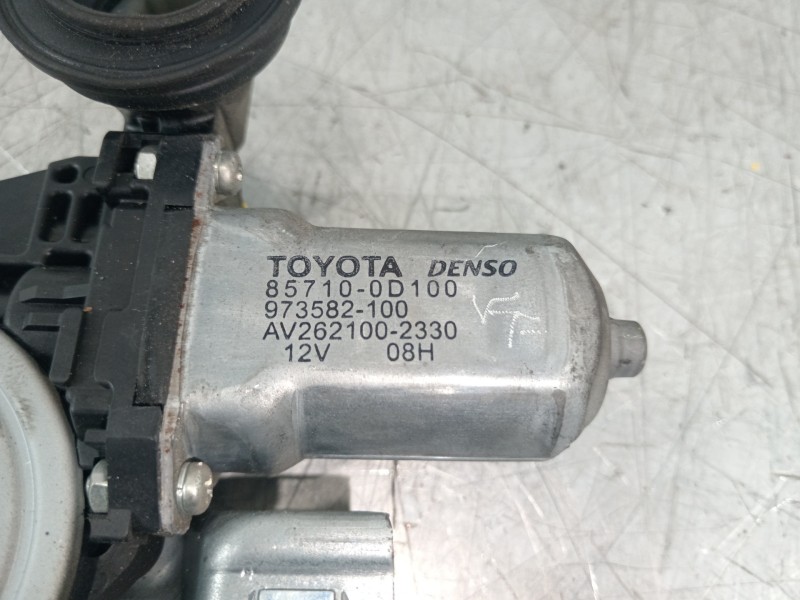 TOYOTA DENSO
85710-0D100
973582-100
AV262100-2330
12V 08H